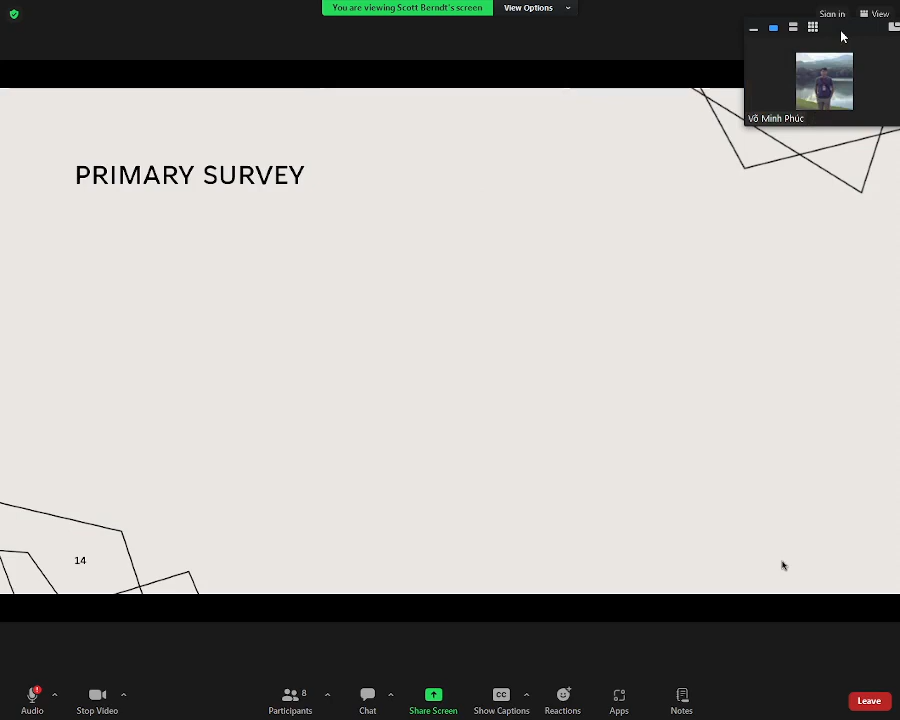 You are viewing Scott Berndt's screen
View Options
Sign in
View
Võ Minh Phúc
PRIMARY SURVEY
14
Audio
Stop Video
Participants
8
Chat
Share Screen
CC
Show Captions
Reactions
Apps
Notes
Leave